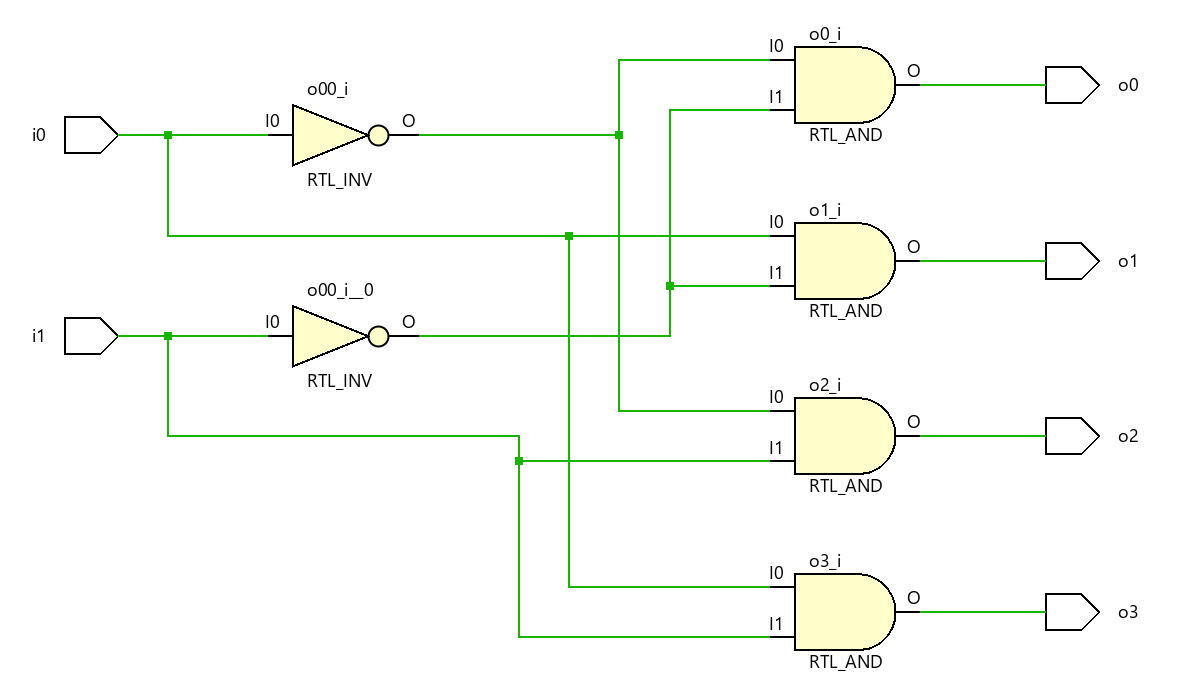 o0_i
I0
O
o0
I1
RTL_AND
o00_i
i0
I0
O
RTL_INV
o1_i
I0
O
o1
I1
RTL_AND
o00_i__0
i1
I0
O
RTL_INV
o2_i
I0
O
o2
I1
RTL_AND
o3_i
I0
O
o3
I1
RTL_AND